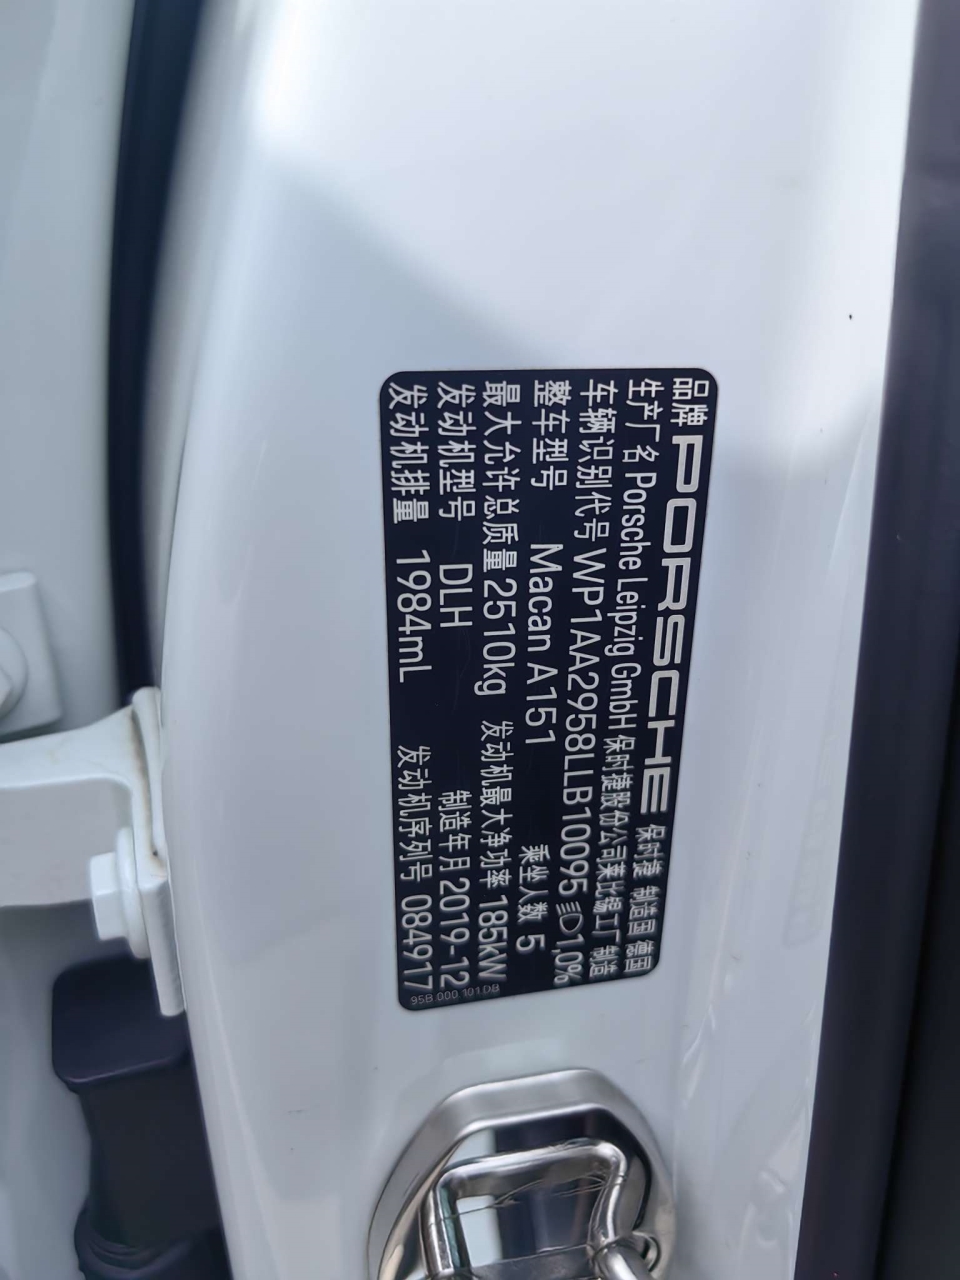 品牌 PORSCHE 保时捷 制造国 德国
生产厂名 Porsche Leipzig GmbH 保时捷股份公司莱比锡工厂 制造
车辆识别代号 WP1AA2958LLB10095 1,0%
整车型号 Macan A151 乘坐人数 5
最大允许总质量 2510kg 发动机最大净功率 185kW
发动机型号 DLH 制造年月 2019-12
发动机排量 1984mL 发动机序列号 084917
95B.000.101.DB